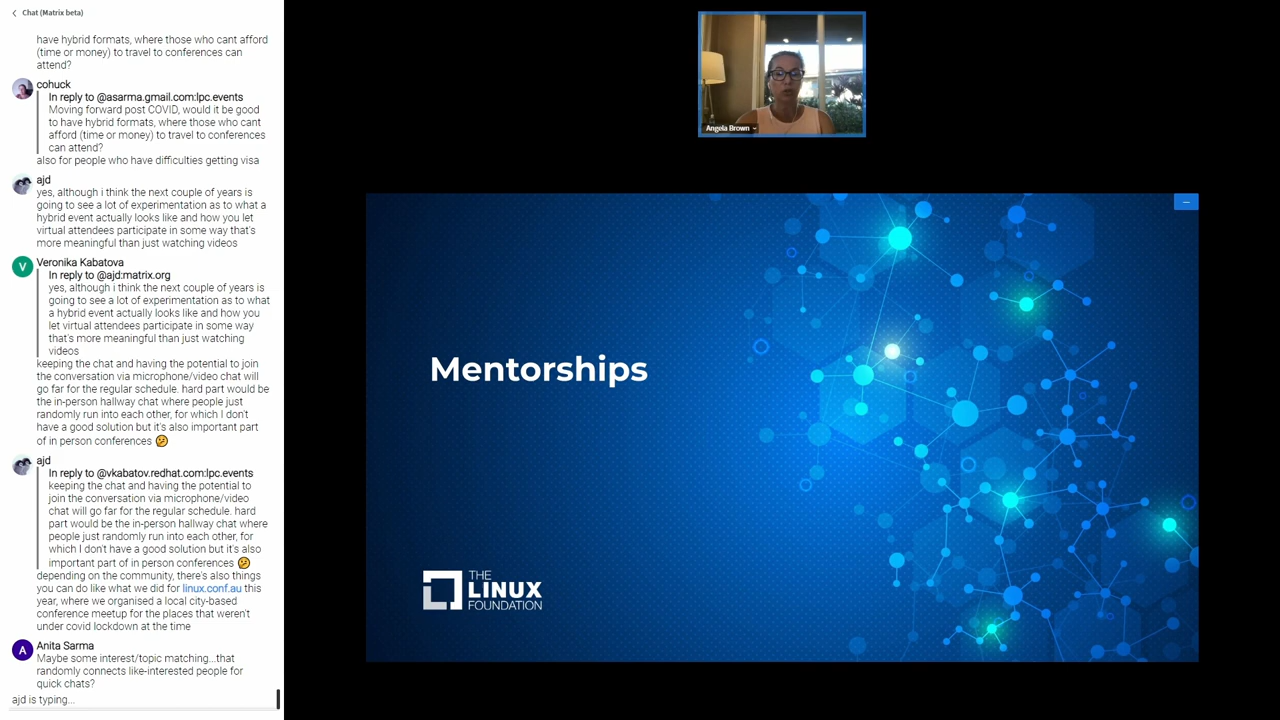 Chat (Matrix beta)
have hybrid formats, where those who cant afford
(time or money) to travel to conferences can
attend?
cohuck
In reply to @asarma.gmail.com:lpc.events
Moving forward post COVID, would it be good
to have hybrid formats, where those who cant
afford (time or money) to travel to conferences
can attend?
also for people who have difficulties getting visa
ajd
yes, although i think the next couple of years is
going to see a lot of experimentation as to what a
hybrid event actually looks like and how you let
virtual attendees participate in some way that's
more meaningful than just watching videos
V
Veronika Kabatova
In reply to @ajd:matrix.org
yes, although i think the next couple of years is
going to see a lot of experimentation as to what
a hybrid event actually looks like and how you
let virtual attendees participate in some way
that's more meaningful than just watching
videos
keeping the chat and having the potential to join
the conversation via microphone/video chat will
go far for the regular schedule. hard part would be
the in-person hallway chat where people just
randomly run into each other, for which I don't
have a good solution but it's also important part
of in person conferences 😕
ajd
In reply to @vkabatov.redhat.com:lpc.events
keeping the chat and having the potential to
join the conversation via microphone/video
chat will go far for the regular schedule. hard
part would be the in-person hallway chat where
people just randomly run into each other, for
which I don't have a good solution but it's also
important part of in person conferences 😕
depending on the community, there's also things
you can do like what we did for linux.conf.au this
year, where we organised a local city-based
conference meetup for the places that weren't
under covid lockdown at the time
A
Anita Sarma
Maybe some interest/topic matching...that
randomly connects like-interested people for
quick chats?
ajd is typing...
Angela Brown
Mentorships
THE
LINUX
FOUNDATION